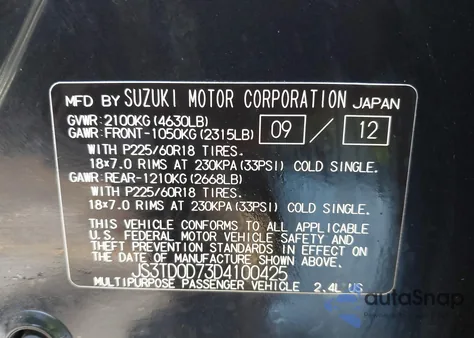 MFD BY SUZUKI MOTOR CORPORATION JAPAN
GVWR:2100KG(4630LB)
GAWR:FRONT-1050KG(2315LB) 09 / 12
WITH P225/60R18 TIRES.
18×7.0 RIMS AT 230KPA(33PSI) COLD SINGLE.
GAWR:REAR-1210KG(2668LB)
WITH P225/60R18 TIRES.
18×7.0 RIMS AT 230KPA(33PSI) COLD SINGLE.
THIS VEHICLE CONFORMS TO ALL APPLICABLE
U.S. FEDERAL MOTOR VEHICLE SAFETY AND
THEFT PREVENTION STANDARDS IN EFFECT ON
THE DATE OF MANUFACTURE SHOWN ABOVE.
JS3TD0D73D4100425
MULTIPURPOSE PASSENGER VEHICLE 2.4L US
autoSnap